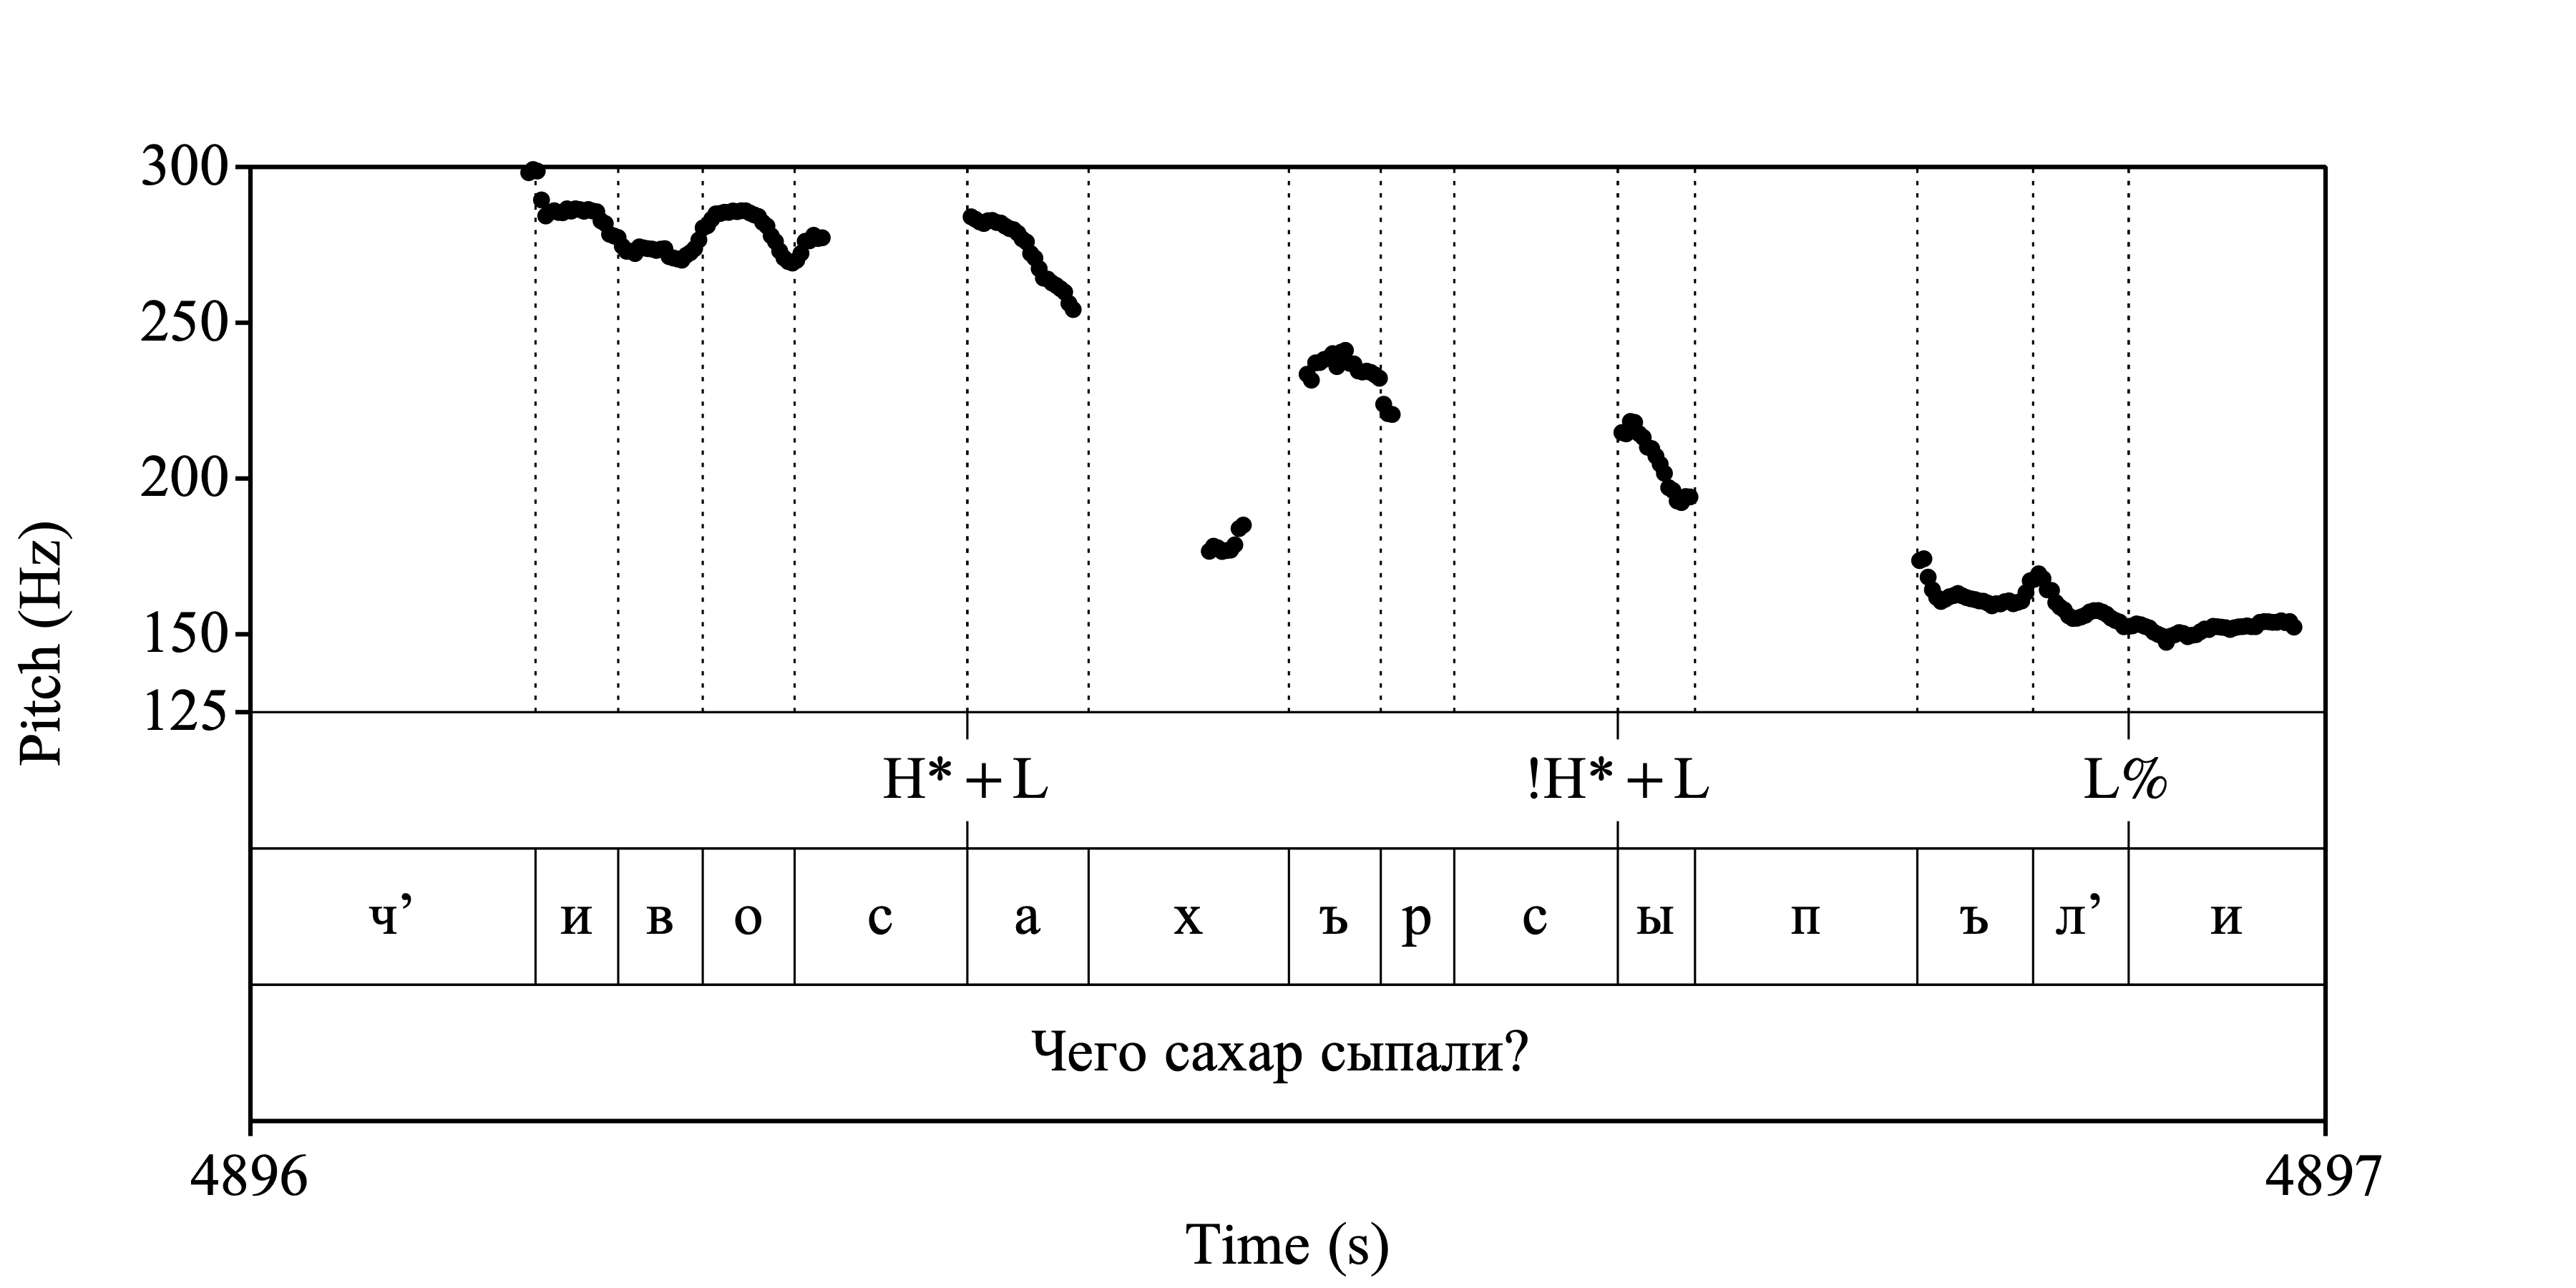 300
250
200
150
125
Pitch (Hz)
H* + L !H* + L L%
ч’ и в о с а х ъ р с ы п ъ л’ и
Чего сахар сыпали?
4896 4897
Time (s)